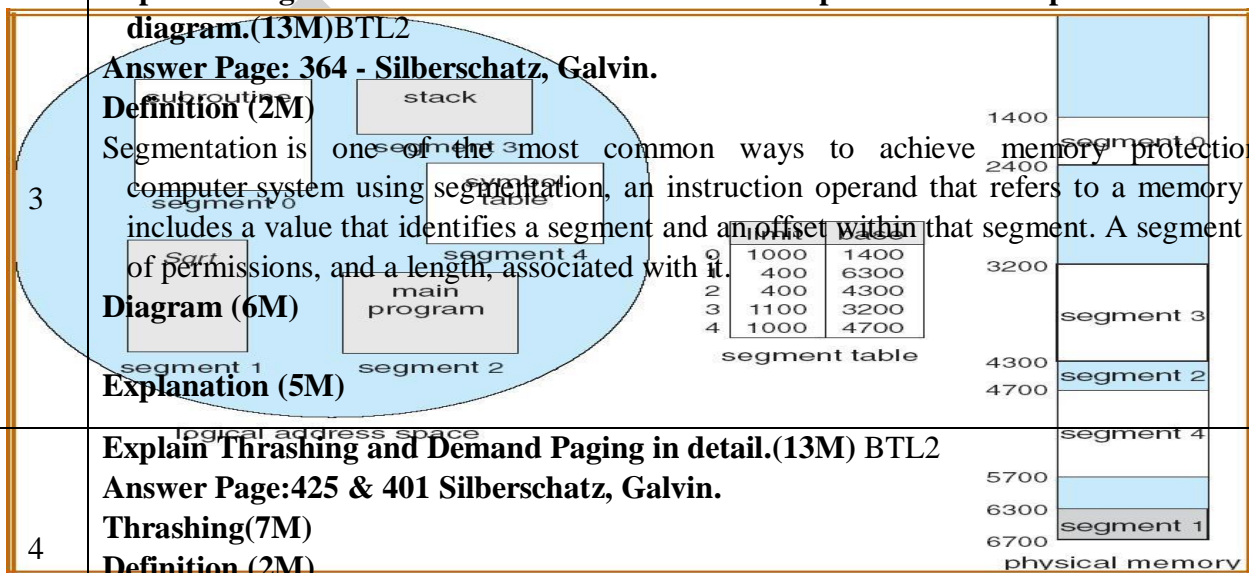 diagram.(13M)BTL2
Answer Page: 364 - Silberschatz, Galvin.
Definition (2M)
Segmentation is one of the most common ways to achieve memory protection
3
computer system using segmentation, an instruction operand that refers to a memory
includes a value that identifies a segment and an offset within that segment. A segment
of permissions, and a length, associated with it.
Diagram (6M)
Explanation (5M)
subroutine
segment 0
stack
segment 3
symbol
table
segment 4
Sqrt
segment 1
main
program
segment 2
logical address space
limit base
0 1000 1400
1 400 6300
2 400 4300
3 1100 3200
4 1000 4700
segment table
1400
segment 0
2400
3200
segment 3
4300
segment 2
4700
segment 4
5700
6300
segment 1
6700
physical memory
Explain Thrashing and Demand Paging in detail.(13M) BTL2
Answer Page:425 & 401 Silberschatz, Galvin.
Thrashing(7M)
4
Definition (2M)